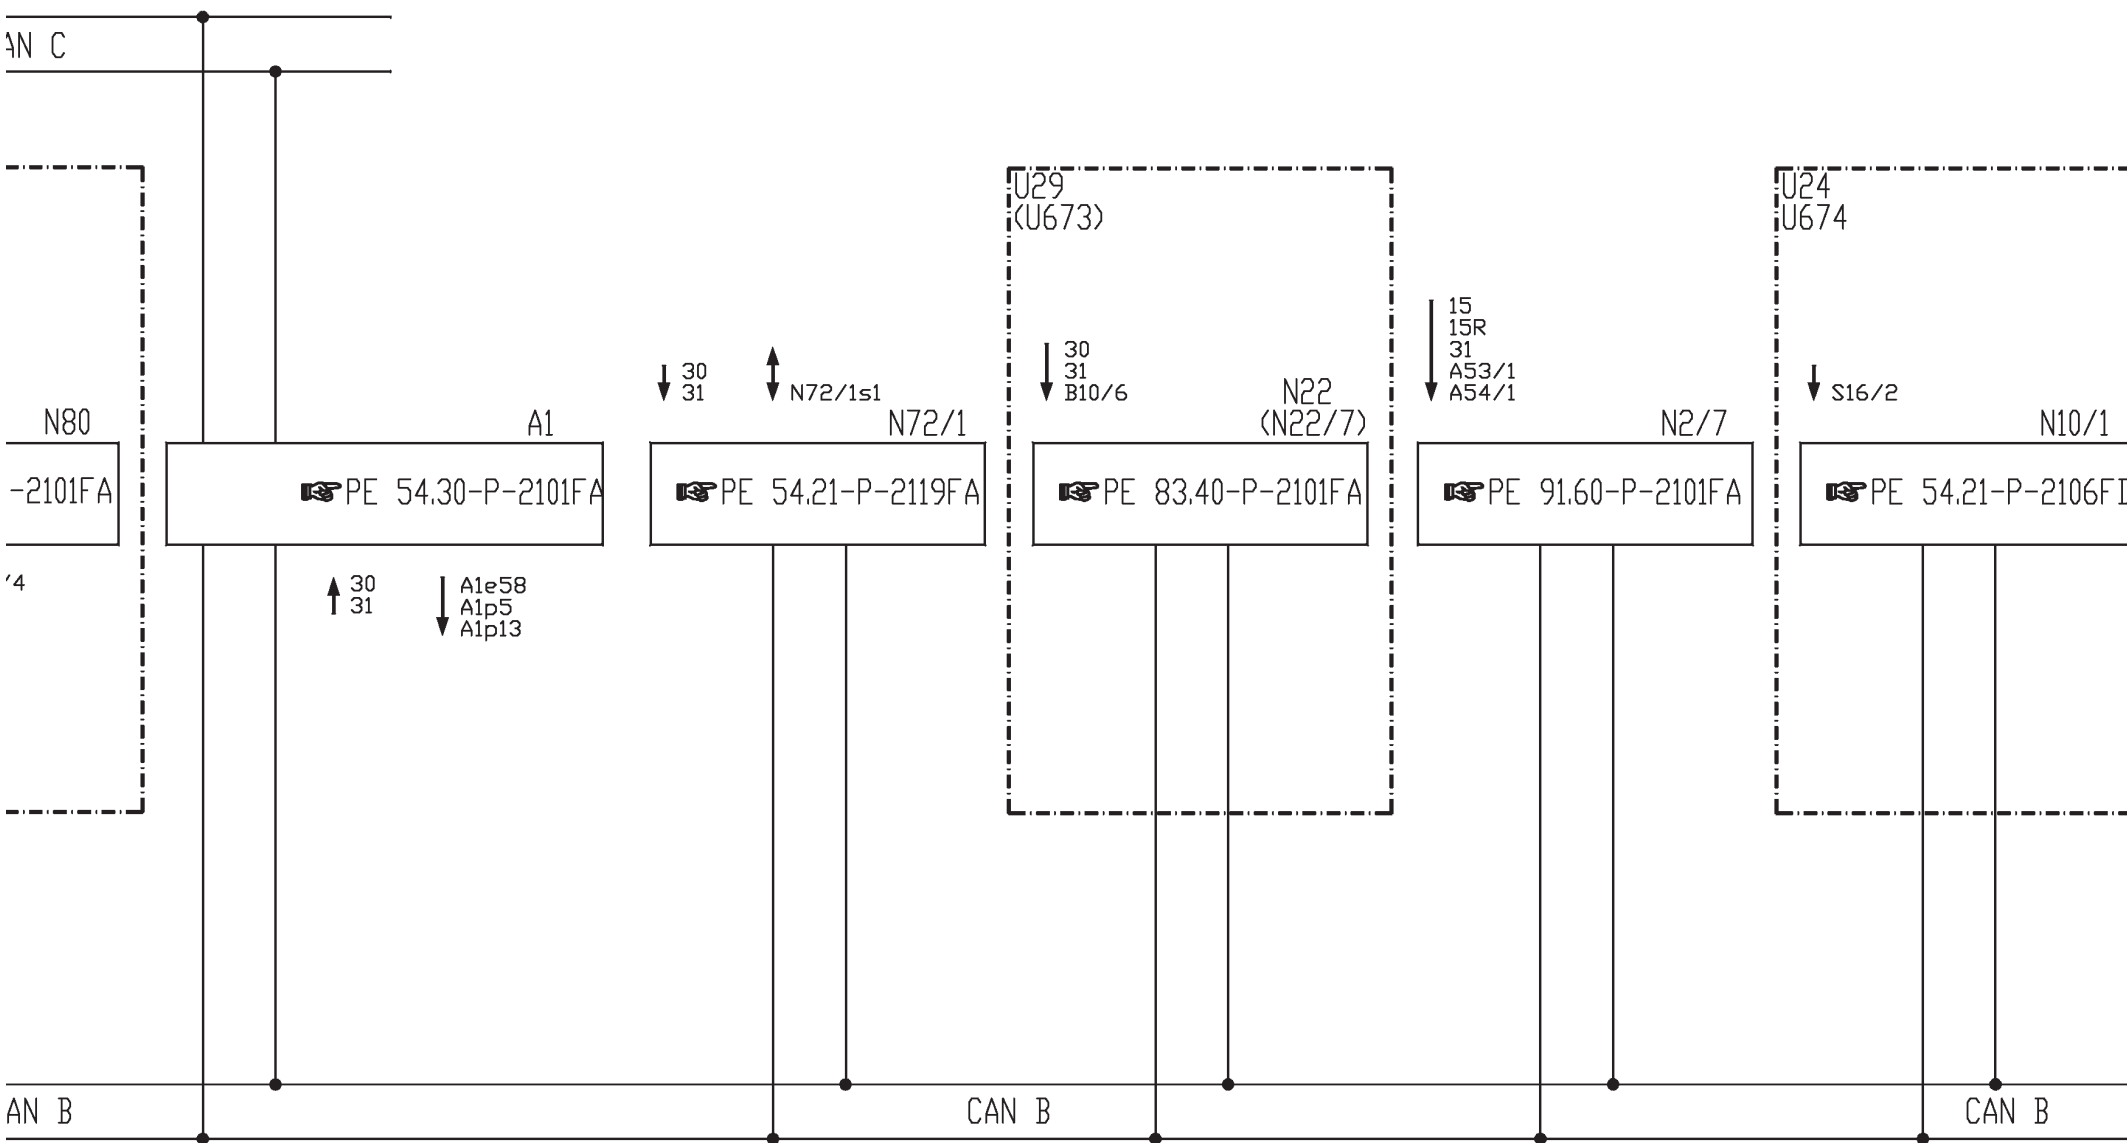 AN C
U29
(U673)
U24
U674
15
15R
31
A53/1
A54/1
30
31
N72/1s1
30
31
B10/6
S16/2
N80
A1
N72/1
N22
(N22/7)
N2/7
N10/1
-2101FA
PE 54.30-P-2101FA
PE 54.21-P-2119FA
PE 83.40-P-2101FA
PE 91.60-P-2101FA
PE 54.21-P-2106F
/4
30
31
A1e58
A1p5
A1p13
AN B
CAN B
CAN B